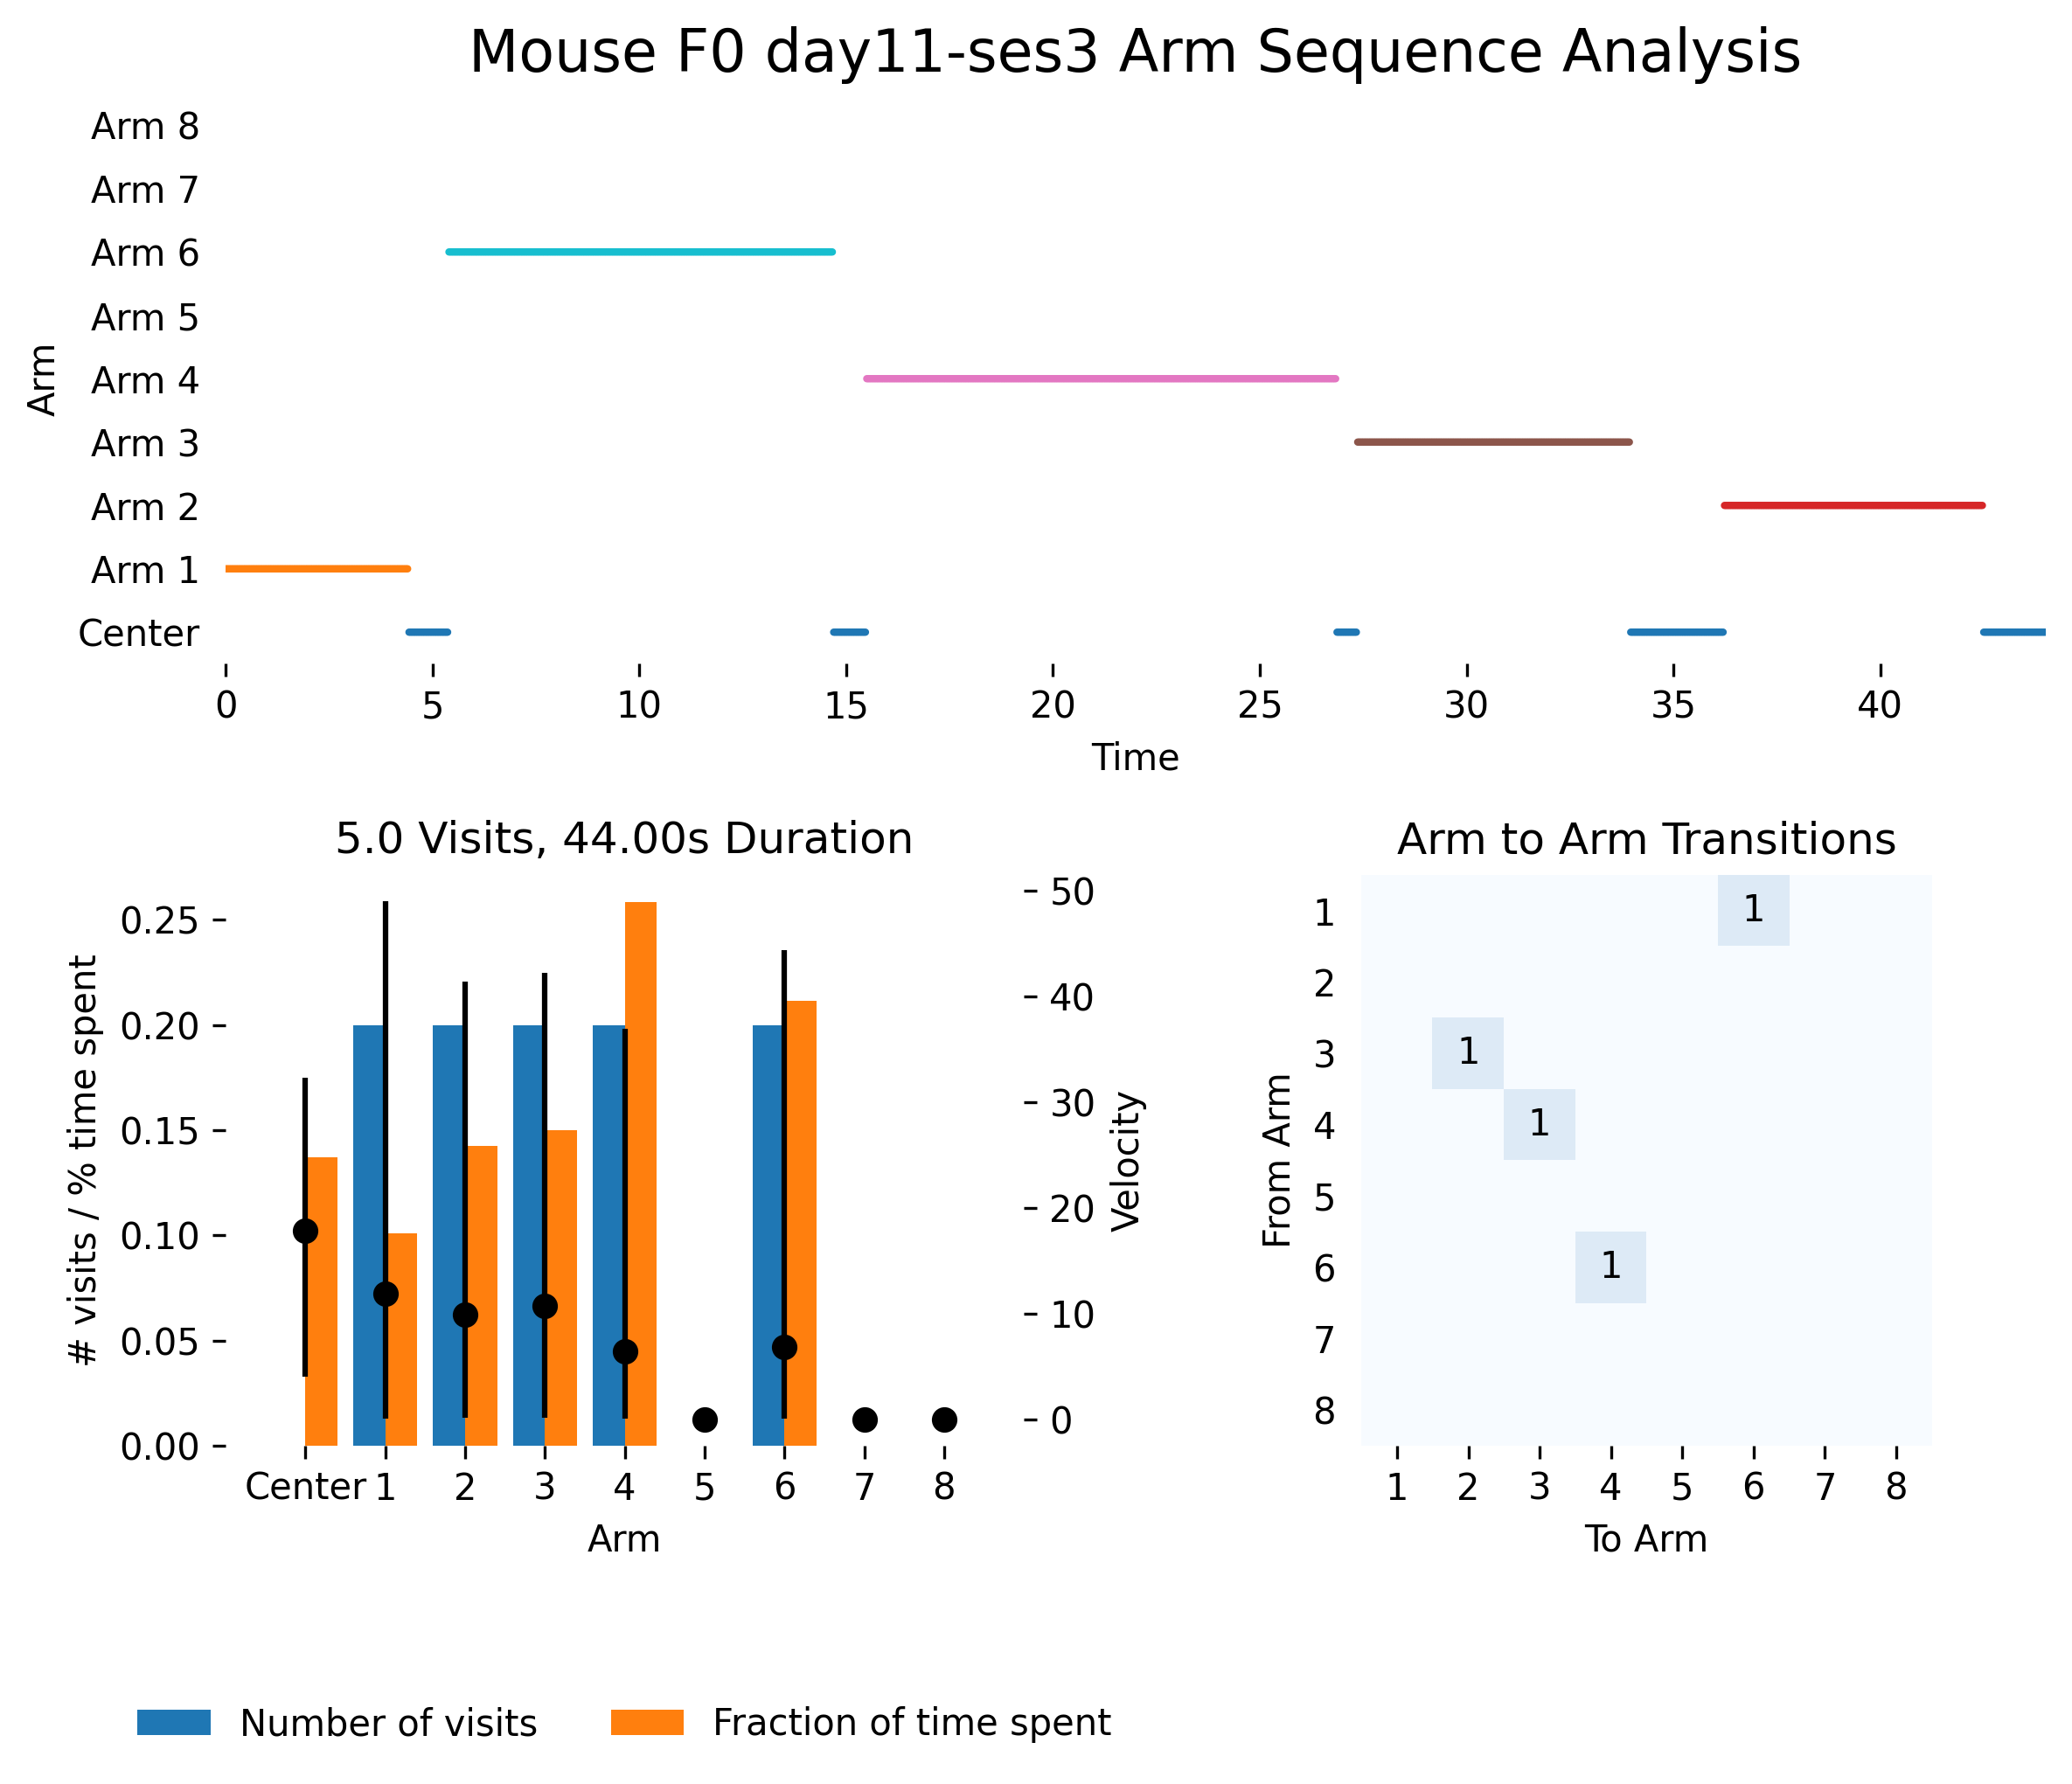 Mouse F0 day11-ses3 Arm Sequence Analysis
Arm
Arm 8
Arm 7
Arm 6
Arm 5
Arm 4
Arm 3
Arm 2
Arm 1
Center
0 5 10 15 20 25 30 35 40
Time
5.0 Visits, 44.00s Duration
# visits / % time spent
0.25
0.20
0.15
0.10
0.05
0.00
50
40
30
20
10
0
Velocity
Center 1 2 3 4 5 6 7 8
Arm
Arm to Arm Transitions
From Arm
1 1
2
3 1
4 1
5
6 1
7
8
1 2 3 4 5 6 7 8
To Arm
Number of visits Fraction of time spent